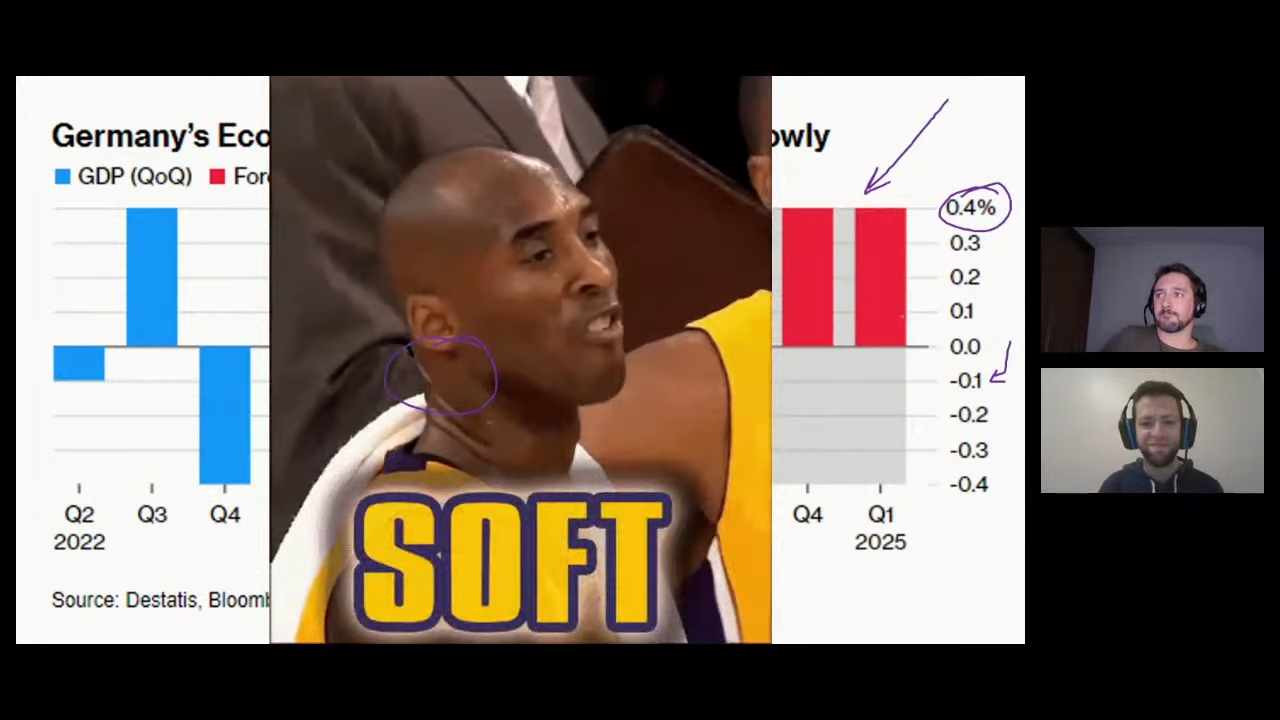 Germany's Eco
owly
GDP (QoQ)
Fore
0.4%
0.3
0.2
0.1
0.0
-0.1
-0.2
-0.3
-0.4
Q2
Q3
Q4
Q4
Q1
2022
2025
Source: Destatis, Bloomb
SOFT